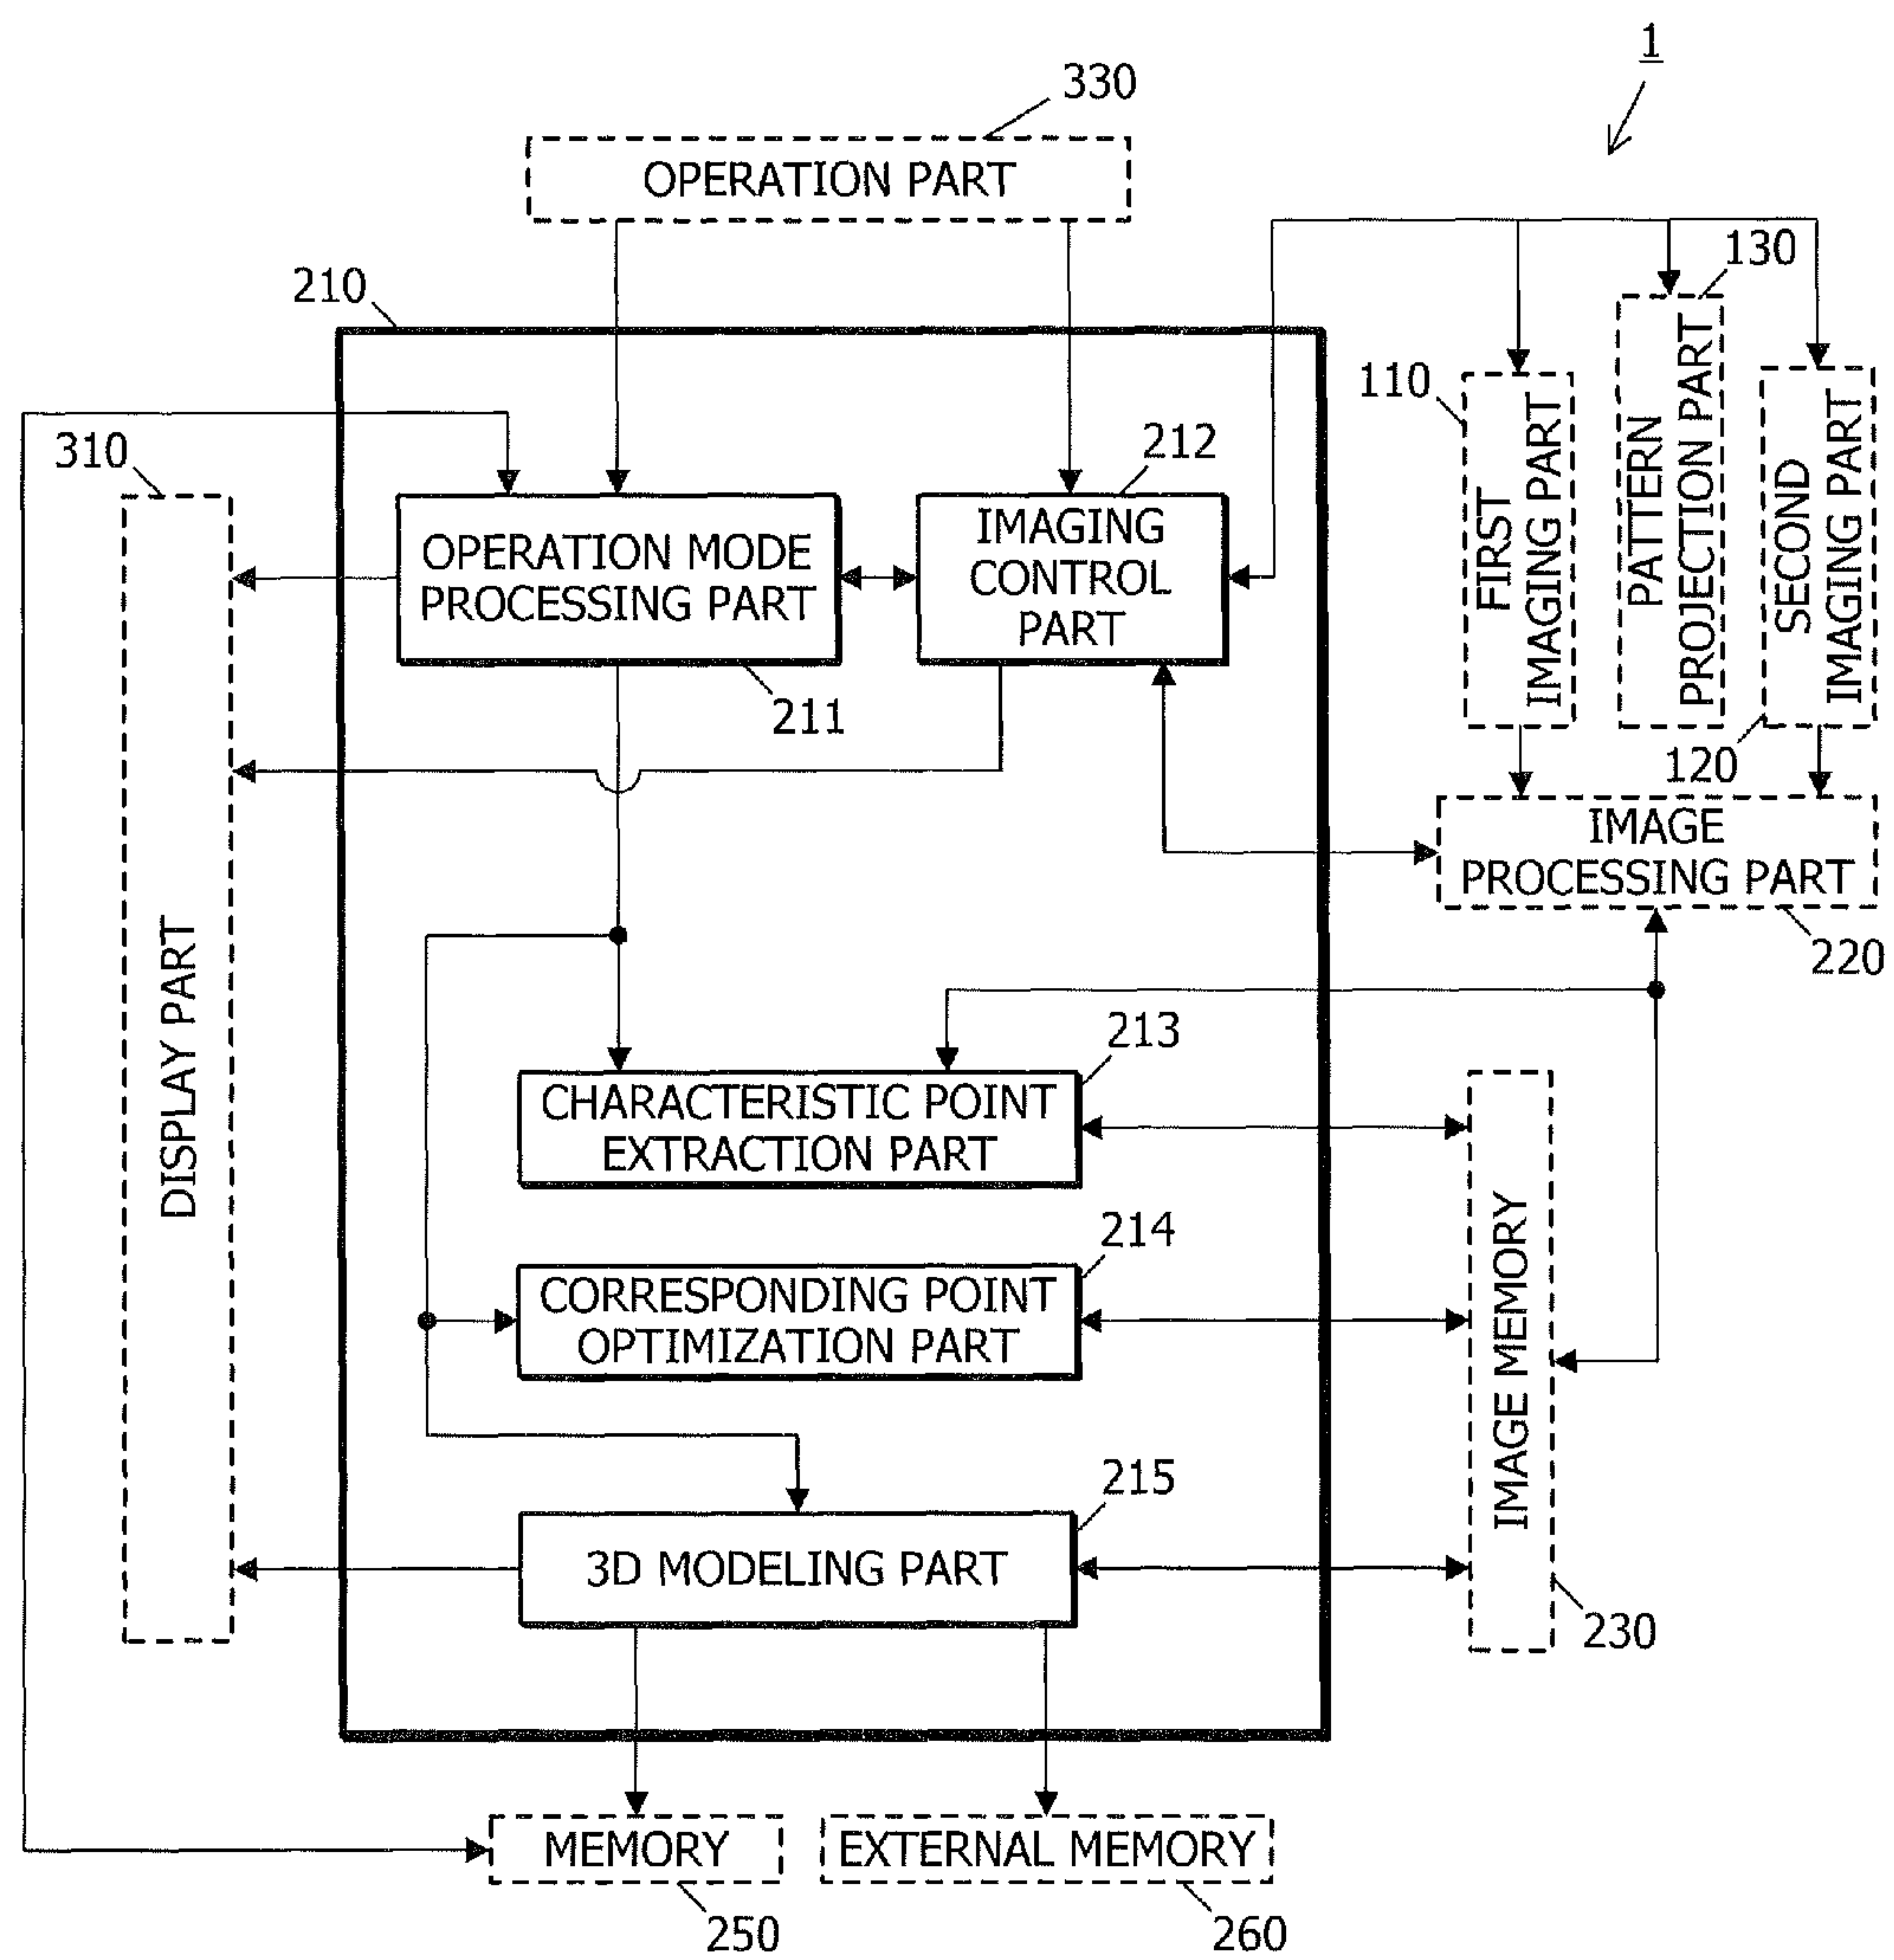 1
330
OPERATION PART
210
130
110
PATTERN
PROJECTION PART
FIRST
IMAGING PART
SECOND
IMAGING PART
310
212
OPERATION MODE
PROCESSING PART
IMAGING
CONTROL
PART
211
120
IMAGE
PROCESSING PART
220
DISPLAY PART
213
CHARACTERISTIC POINT
EXTRACTION PART
214
CORRESPONDING POINT
OPTIMIZATION PART
IMAGE MEMORY
215
3D MODELING PART
230
MEMORY
EXTERNAL MEMORY
250
260